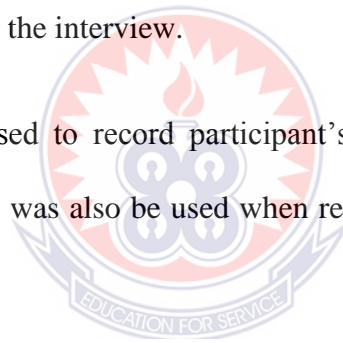 the interview.
sed to record participant's
was also be used when re
EDUCATION FOR SERVICE